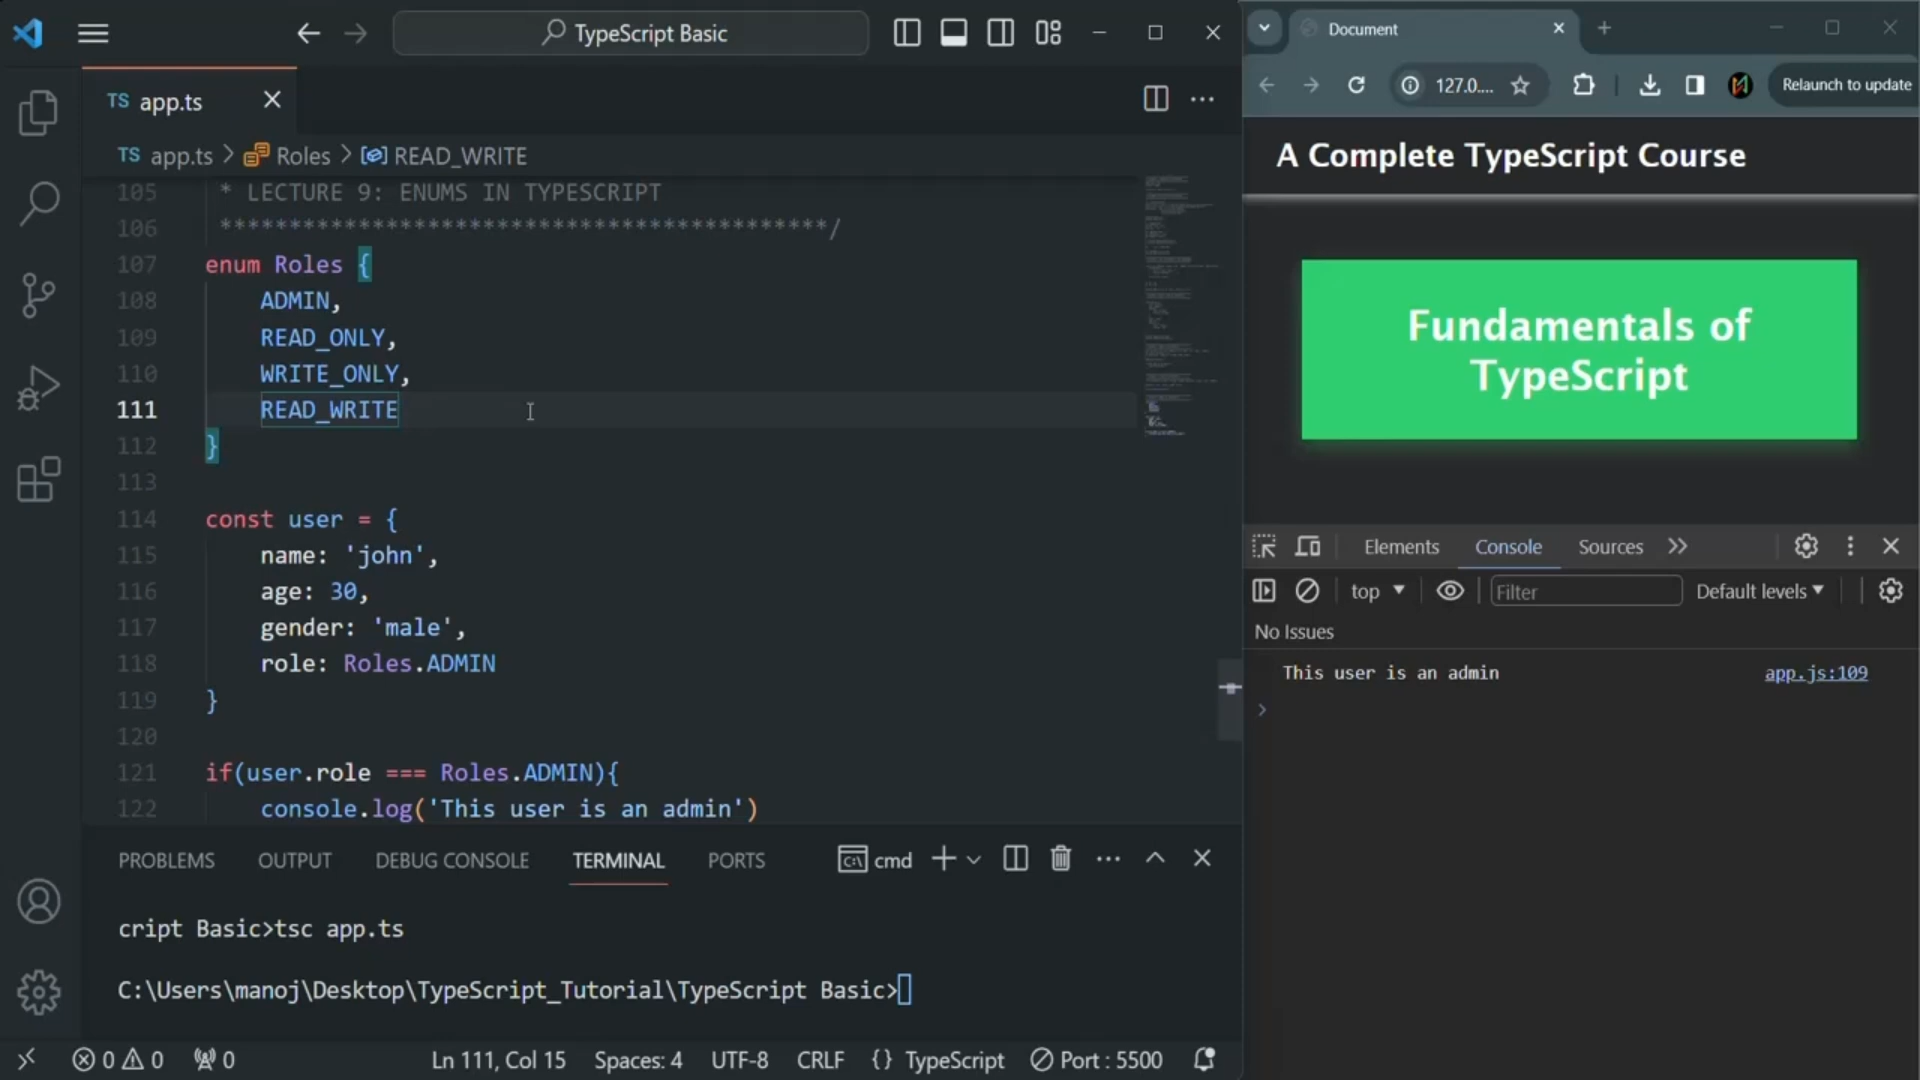 TypeScript Basic
TS app.ts
TS app.ts > Roles > READ_WRITE
105 * LECTURE 9: ENUMS IN TYPESCRIPT
106 ********************************************/
107 enum Roles {
108 ADMIN,
109 READ_ONLY,
110 WRITE_ONLY,
111 READ_WRITE
112 }
113
114 const user = {
115 name: 'john',
116 age: 30,
117 gender: 'male',
118 role: Roles.ADMIN
119 }
120
121 if(user.role === Roles.ADMIN){
122 console.log('This user is an admin')
PROBLEMS OUTPUT DEBUG CONSOLE TERMINAL PORTS cmd
cript Basic>tsc app.ts
C:\Users\manoj\Desktop\TypeScript_Tutorial\TypeScript Basic>
0 0 0 Ln 111, Col 15 Spaces: 4 UTF-8 CRLF {} TypeScript Port : 5500
Document
127.0.... Relaunch to update
A Complete TypeScript Course
Fundamentals of
TypeScript
Elements Console Sources
top Filter Default levels
No Issues
This user is an admin app.js:109